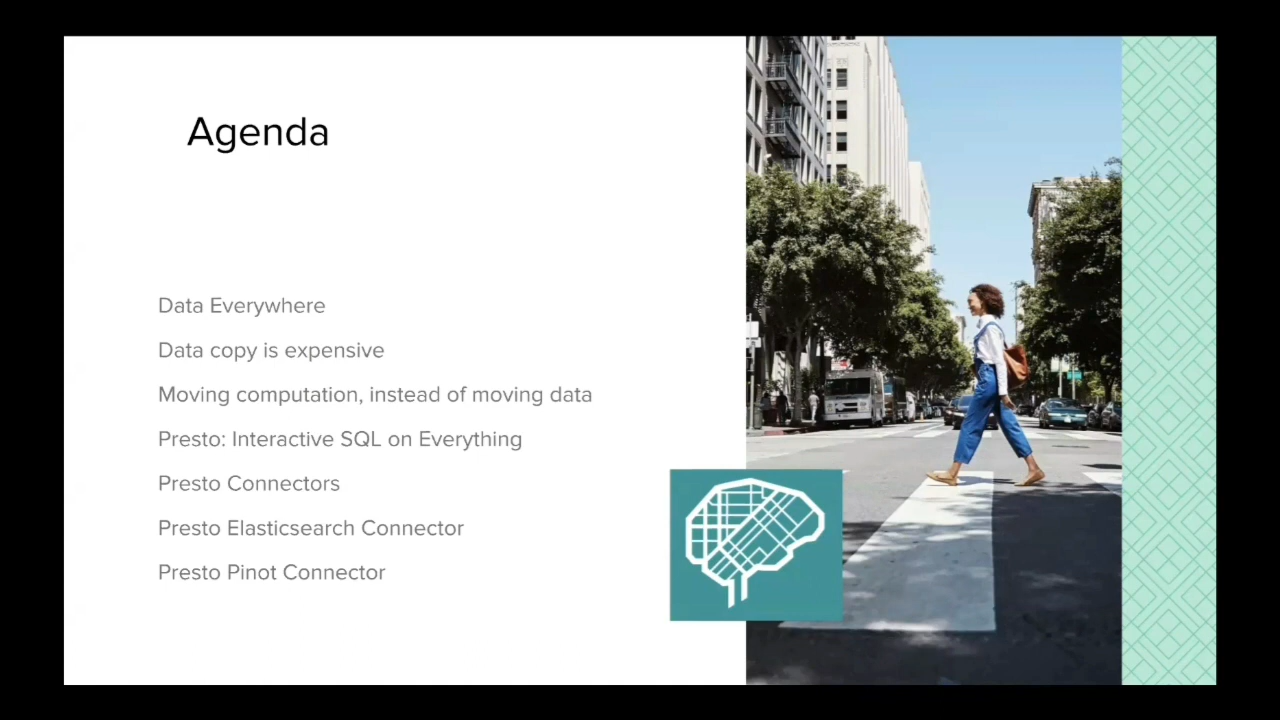 Agenda
Data Everywhere
Data copy is expensive
Moving computation, instead of moving data
Presto: Interactive SQL on Everything
Presto Connectors
Presto Elasticsearch Connector
Presto Pinot Connector